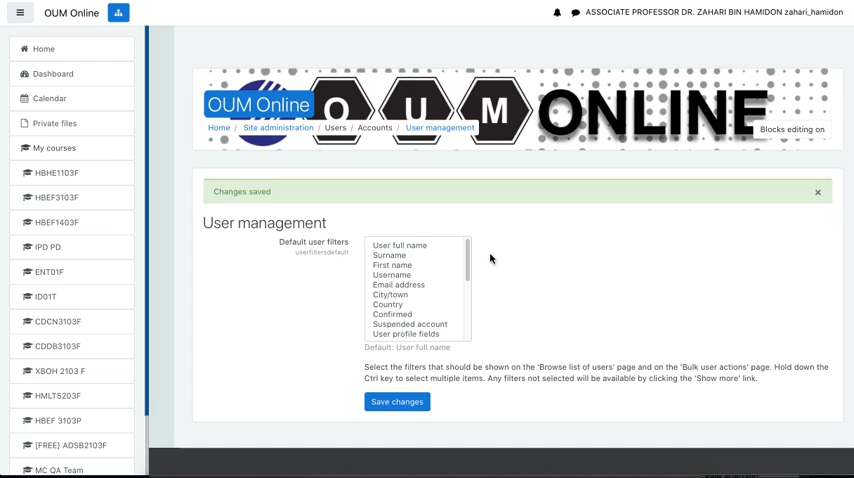 OUM Online
ASSOCIATE PROFESSOR DR. ZAHARI BIN HAMIDON zahari_hamidon
Home
Dashboard
Calendar
Private files
My courses
HBHE1103F
HBEF3103F
HBEF1403F
IPD PD
ENT01F
ID01T
CDCN3103F
CDDB3103F
XBOH 2103 F
HMLT5203F
HBEF 3103P
[FREE} ADSB2103F
MC QA Team
O U M ONLINE
OUM Online
Home / Site administration / Users / Accounts / User management
Blocks editing on
Changes saved ×
User management
Default user filters
userfiltersdefault
User full name
Surname
First name
Username
Email address
City/town
Country
Confirmed
Suspended account
User profile fields
Default: User full name
Select the filters that should be shown on the 'Browse list of users' page and on the 'Bulk user actions' page. Hold down the
Ctrl key to select multiple items. Any filters not selected will be available by clicking the 'Show more' link.
Save changes